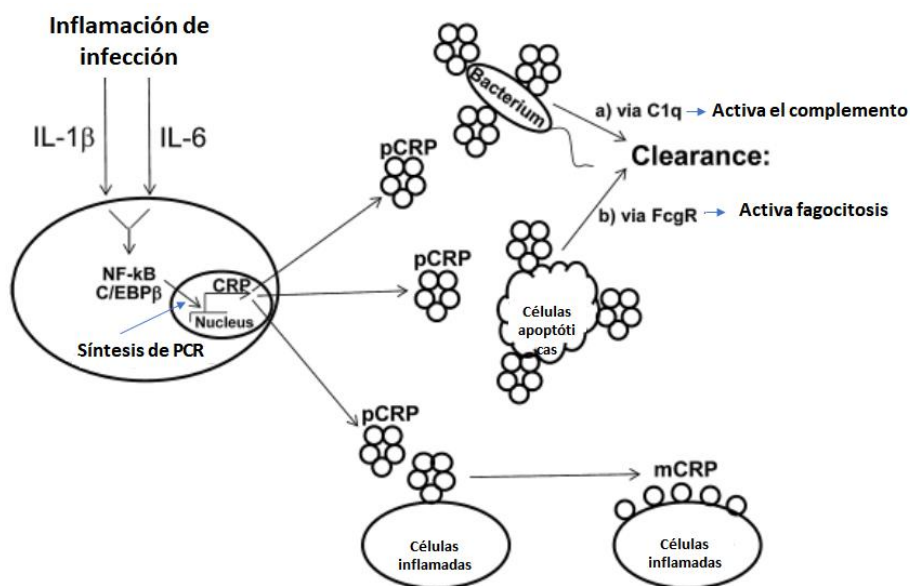 Inflamación de
infección
IL-1β
IL-6
NF-kB
C/EBPβ
CRP
Nucleus
Síntesis de PCR
pCRP
Bacterium
a) via C1q
Activa el complemento
Clearance:
b) via FcgR
Activa fagocitosis
pCRP
Células
apoptóti
cas
pCRP
Células
inflamadas
mCRP
Células
inflamadas